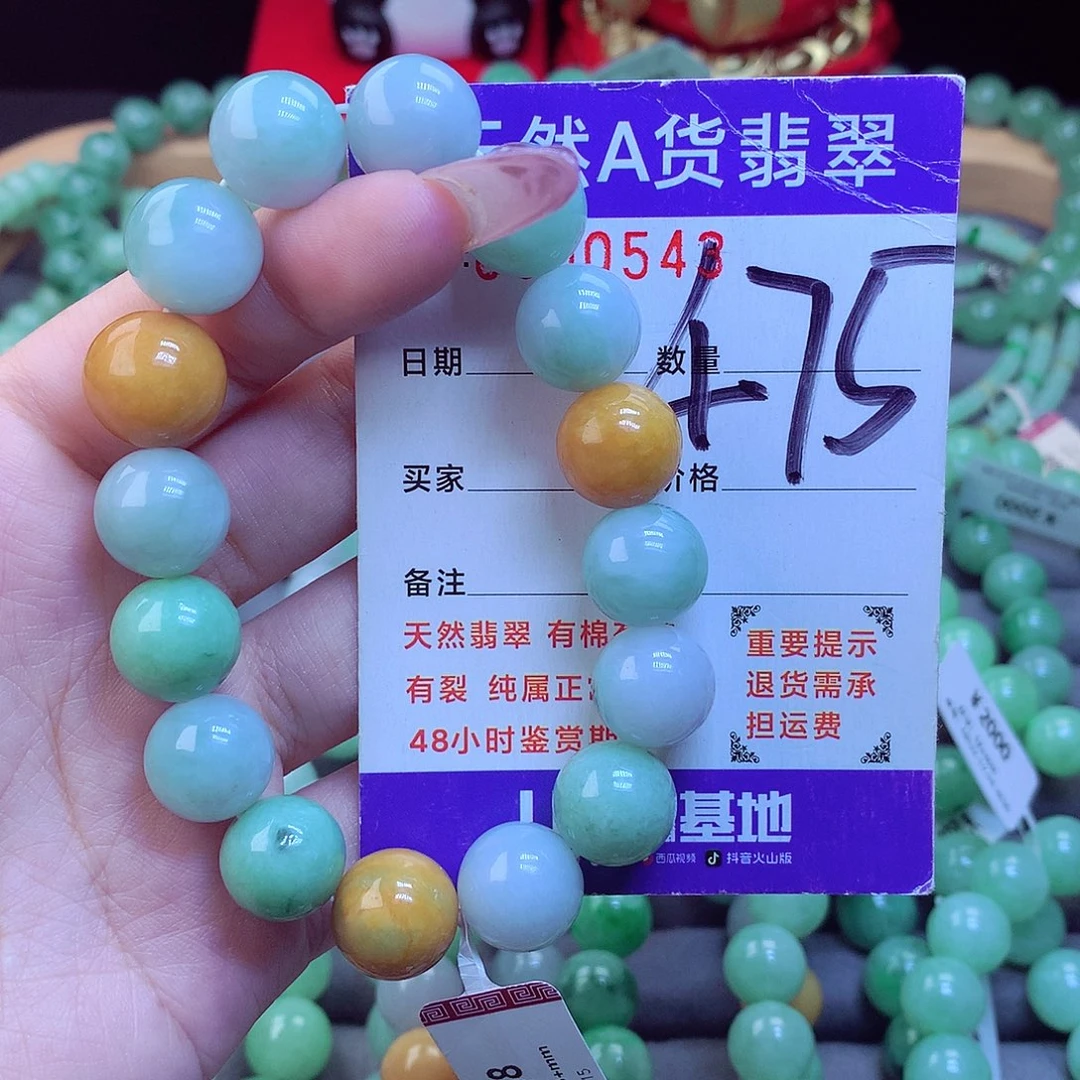 然A货翡翠
0543
475
日期
数量
买家
价格
备注
天然翡翠 有棉
有裂 纯属正
48小时鉴赏期
重要提示
退货需承
担运费
基地
西瓜视频
抖音火山版
¥2000
8